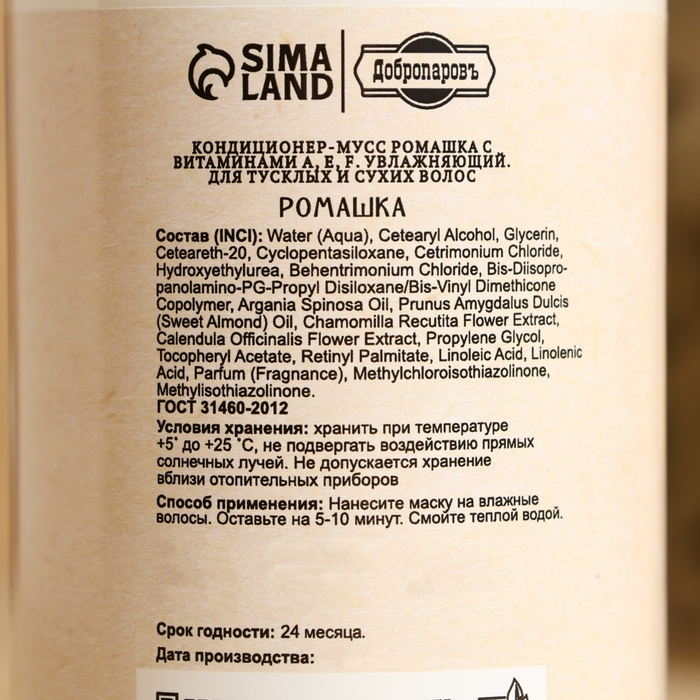 SIMA
LAND
Добропаровъ
КОНДИЦИОНЕР-МУСС РОМАШКА С
ВИТАМИНАМИ А, Е, F. УВЛАЖНЯЮЩИЙ.
ДЛЯ ТУСКЛЫХ И СУХИХ ВОЛОС
РОМАШКА
Состав (INCI): Water (Aqua), Cetearyl Alcohol, Glycerin,
Ceteareth-20, Cyclopentasiloxane, Cetrimonium Chloride,
Hydroxyethylurea, Behentrimonium Chloride, Bis-Diisopro-
panolamino-PG-Propyl Disiloxane/Bis-Vinyl Dimethicone
Copolymer, Argania Spinosa Oil, Prunus Amygdalus Dulcis
(Sweet Almond) Oil, Chamomilla Recutita Flower Extract,
Calendula Officinalis Flower Extract, Propylene Glycol,
Tocopheryl Acetate, Retinyl Palmitate, Linoleic Acid, Linolenic
Acid, Parfum (Fragrance), Methylchloroisothiazolinone,
Methylisothiazolinone.
ГОСТ 31460-2012
Условия хранения: хранить при температуре
+5˚ до +25 ˚С, не подвергать воздействию прямых
солнечных лучей. Не допускается хранение
вблизи отопительных приборов
Способ применения: Нанесите маску на влажные
волосы. Оставьте на 5-10 минут. Смойте теплой водой.
Срок годности: 24 месяца.
Дата производства: